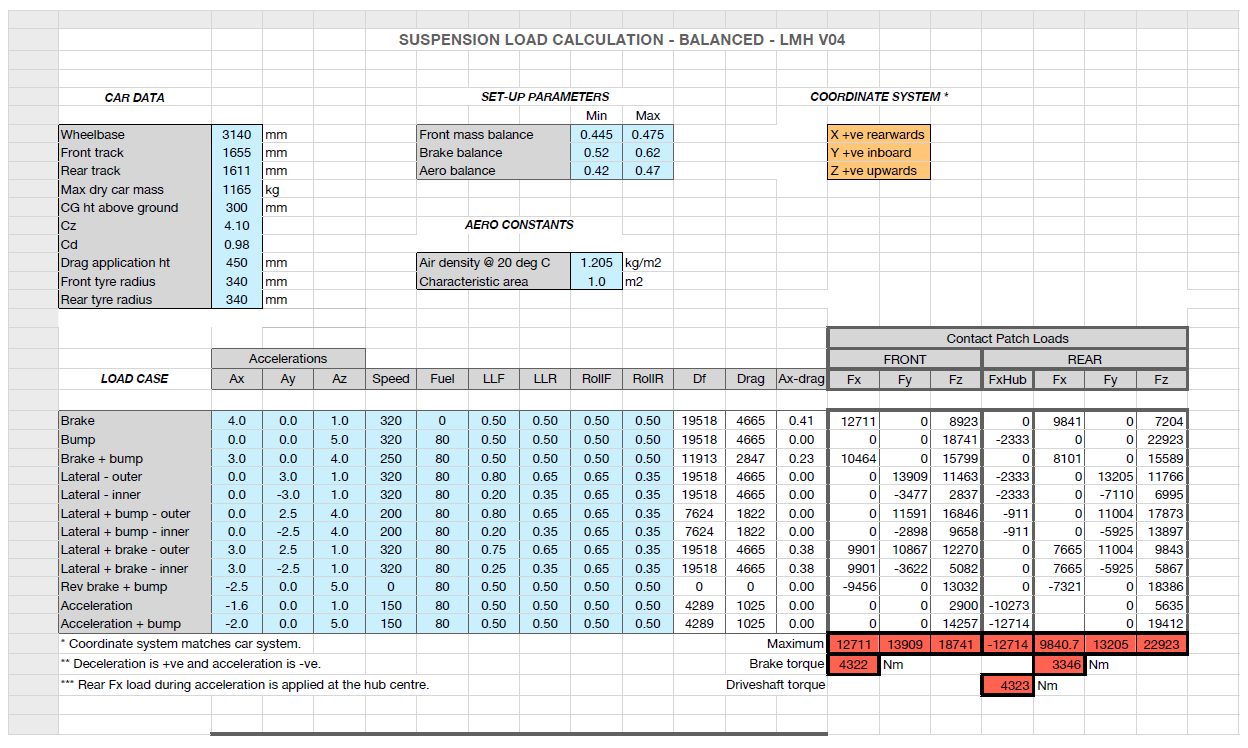 SUSPENSION LOAD CALCULATION - BALANCED - LMH V04
CAR DATA SET-UP PARAMETERS COORDINATE SYSTEM *
Min Max
Wheelbase 3140 mm Front mass balance 0.445 0.475 X +ve rearwards
Front track 1655 mm Brake balance 0.52 0.62 Y +ve inboard
Rear track 1611 mm Aero balance 0.42 0.47 Z +ve upwards
Max dry car mass 1165 kg
CG ht above ground 300 mm
Cz 4.10 AERO CONSTANTS
Cd 0.98
Drag application ht 450 mm Air density @ 20 deg C 1.205 kg/m2
Front tyre radius 340 mm Characteristic area 1.0 m2
Rear tyre radius 340 mm
Contact Patch Loads
Accelerations FRONT REAR
LOAD CASE Ax Ay Az Speed Fuel LLF LLR RollF RollR Df Drag Ax-drag Fx Fy Fz FxHub Fx Fy Fz
Brake 4.0 0.0 1.0 320 0 0.50 0.50 0.50 0.50 19518 4665 0.41 12711 0 8923 0 9841 0 7204
Bump 0.0 0.0 5.0 320 80 0.50 0.50 0.50 0.50 19518 4665 0.00 0 0 18741 -2333 0 0 22923
Brake + bump 3.0 0.0 4.0 250 80 0.50 0.50 0.50 0.50 11913 2847 0.23 10464 0 15799 0 8101 0 15589
Lateral - outer 0.0 3.0 1.0 320 80 0.80 0.65 0.65 0.35 19518 4665 0.00 0 13909 11463 -2333 0 13205 11766
Lateral - inner 0.0 -3.0 1.0 320 80 0.20 0.35 0.65 0.35 19518 4665 0.00 0 -3477 2837 -2333 0 -7110 6995
Lateral + bump - outer 0.0 2.5 4.0 200 80 0.80 0.65 0.65 0.35 7624 1822 0.00 0 11591 16846 -911 0 11004 17873
Lateral + bump - inner 0.0 -2.5 4.0 200 80 0.20 0.35 0.65 0.35 7624 1822 0.00 0 -2898 9658 -911 0 -5925 13897
Lateral + brake - outer 3.0 2.5 1.0 320 80 0.75 0.65 0.65 0.35 19518 4665 0.38 9901 10867 12270 0 7665 11004 9843
Lateral + brake - inner 3.0 -2.5 1.0 320 80 0.25 0.35 0.65 0.35 19518 4665 0.38 9901 -3622 5082 0 7665 -5925 5867
Rev brake + bump -2.5 0.0 5.0 0 80 0.50 0.50 0.50 0.50 0 0 0.00 -9456 0 13032 0 -7321 0 18386
Acceleration -1.6 0.0 1.0 150 80 0.50 0.50 0.50 0.50 4289 1025 0.00 0 0 2900 -10273 0 5635
Acceleration + bump -2.0 0.0 5.0 150 80 0.50 0.50 0.50 0.50 4289 1025 0.00 0 0 14257 -12714 0 19412
* Coordinate system matches car system. Maximum 12711 13909 18741 -12714 9840.7 13205 22923
** Deceleration is +ve and acceleration is -ve. Brake torque 4322 Nm 3346 Nm
*** Rear Fx load during acceleration is applied at the hub centre. Driveshaft torque 4323 Nm